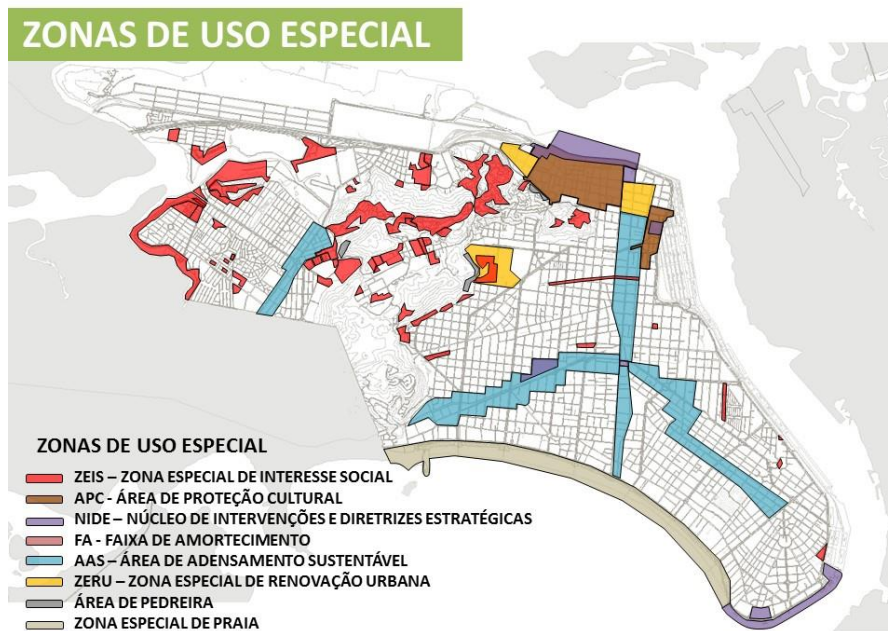 ZONAS DE USO ESPECIAL
ZONAS DE USO ESPECIAL
ZEIS – ZONA ESPECIAL DE INTERESSE SOCIAL
APC - ÁREA DE PROTEÇÃO CULTURAL
NIDE – NÚCLEO DE INTERVENÇÕES E DIRETRIZES ESTRATÉGICAS
FA - FAIXA DE AMORTECIMENTO
AAS – ÁREA DE ADENSAMENTO SUSTENTÁVEL
ZERU – ZONA ESPECIAL DE RENOVAÇÃO URBANA
ÁREA DE PEDREIRA
ZONA ESPECIAL DE PRAIA